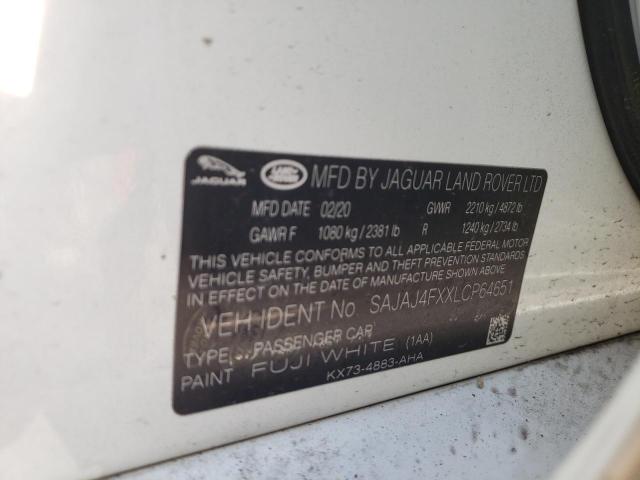 JAGUAR LAND ROVER MFD BY JAGUAR LAND ROVER LTD
MFD DATE 02/20 GVWR 2210 kg / 4872 lb
GAWR F 1080 kg / 2381 lb R 1240 kg / 2734 lb
THIS VEHICLE CONFORMS TO ALL APPLICABLE FEDERAL MOTOR
VEHICLE SAFETY, BUMPER AND THEFT PREVENTION STANDARDS
IN EFFECT ON THE DATE OF MANUFACTURE SHOWN ABOVE.
VEH IDENT No SAJAJ4FXXLCP64651
TYPE PASSENGER CAR
PAINT FUJI WHITE (1AA)
KX73-4883-AHA